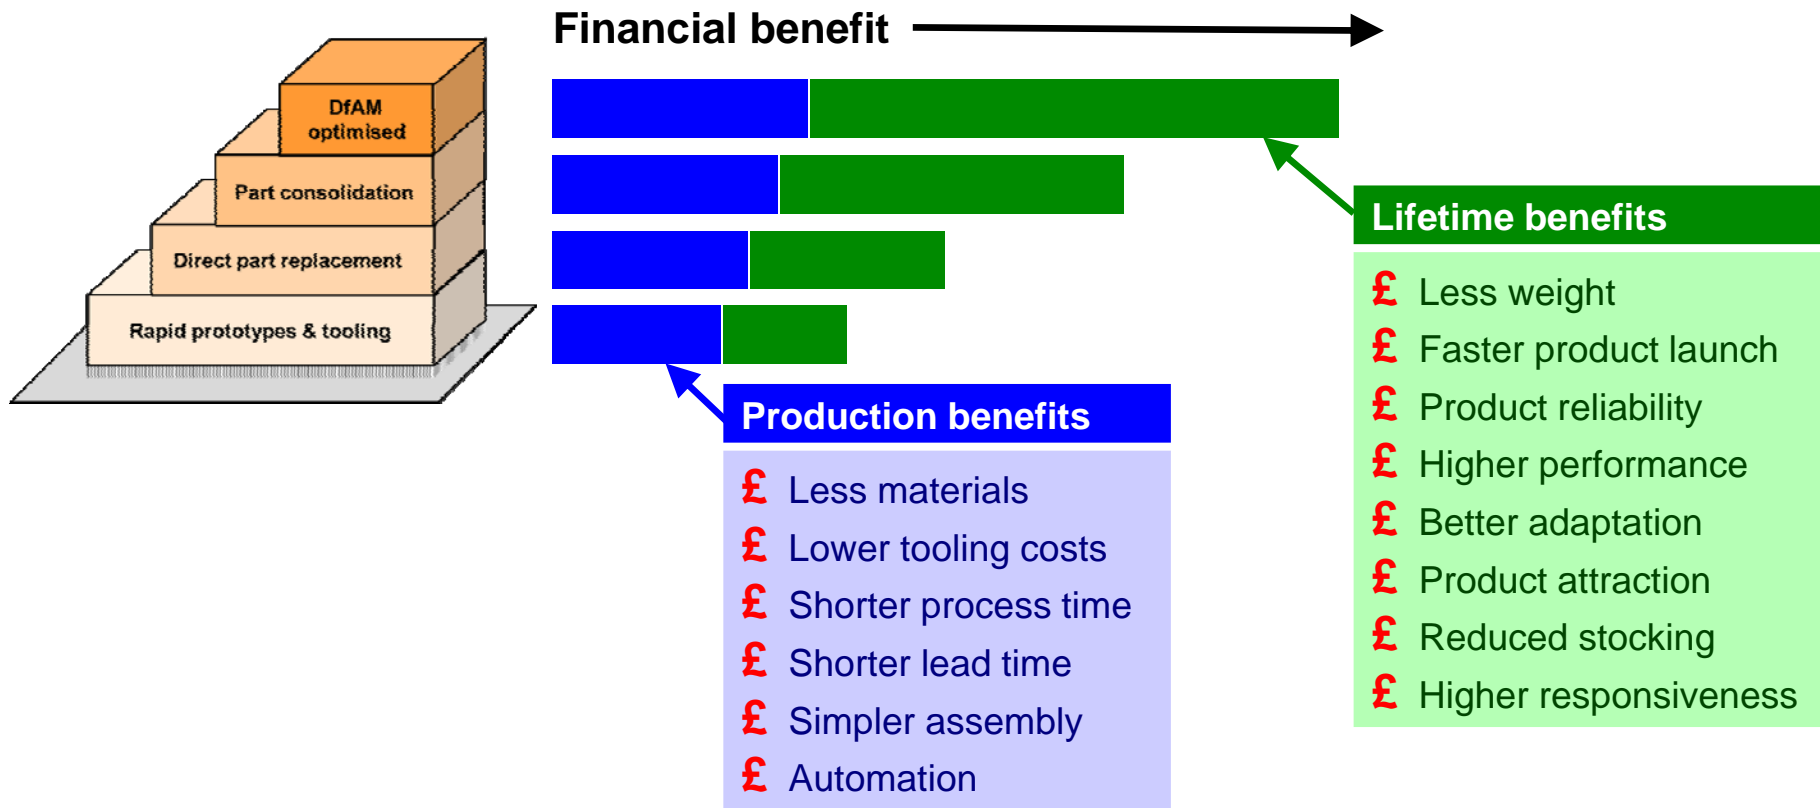 Financial benefit
DfAM
optimised
Part consolidation
Direct part replacement
Rapid prototypes & tooling
Lifetime benefits
£ Less weight
£ Faster product launch
£ Product reliability
£ Higher performance
£ Better adaptation
£ Product attraction
£ Reduced stocking
£ Higher responsiveness
Production benefits
£ Less materials
£ Lower tooling costs
£ Shorter process time
£ Shorter lead time
£ Simpler assembly
£ Automation